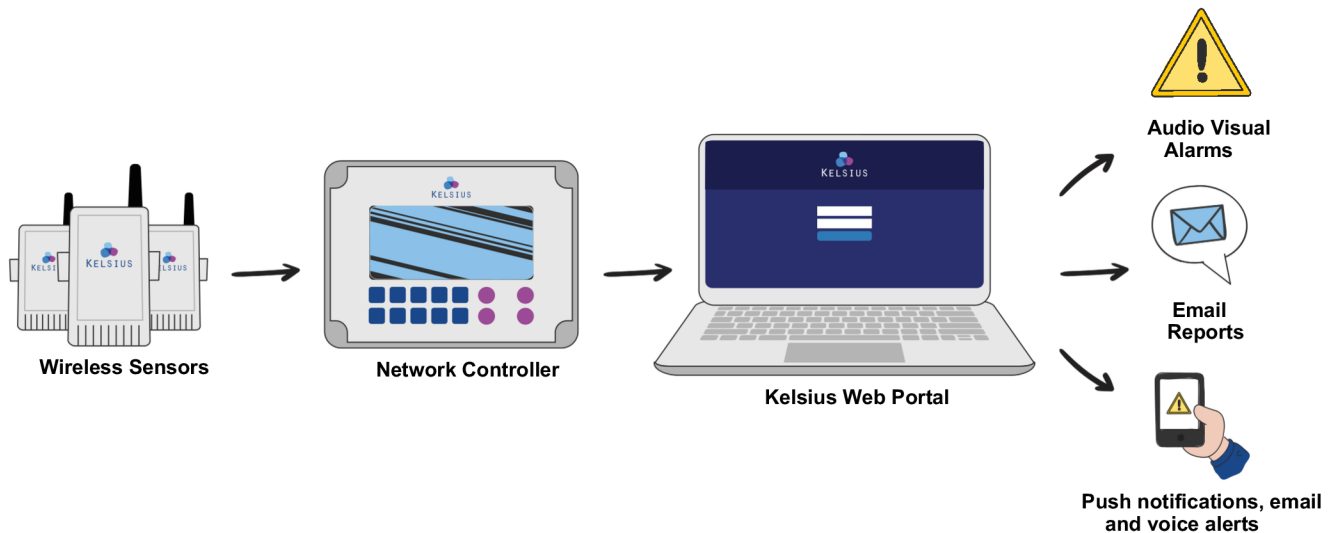 KELSIUS
KELSI
KELSIUS
Wireless Sensors
KELSIUS
Network Controller
KELSIUS
Kelsius Web Portal
Audio Visual
Alarms
Email
Reports
Push notifications, email
and voice alerts